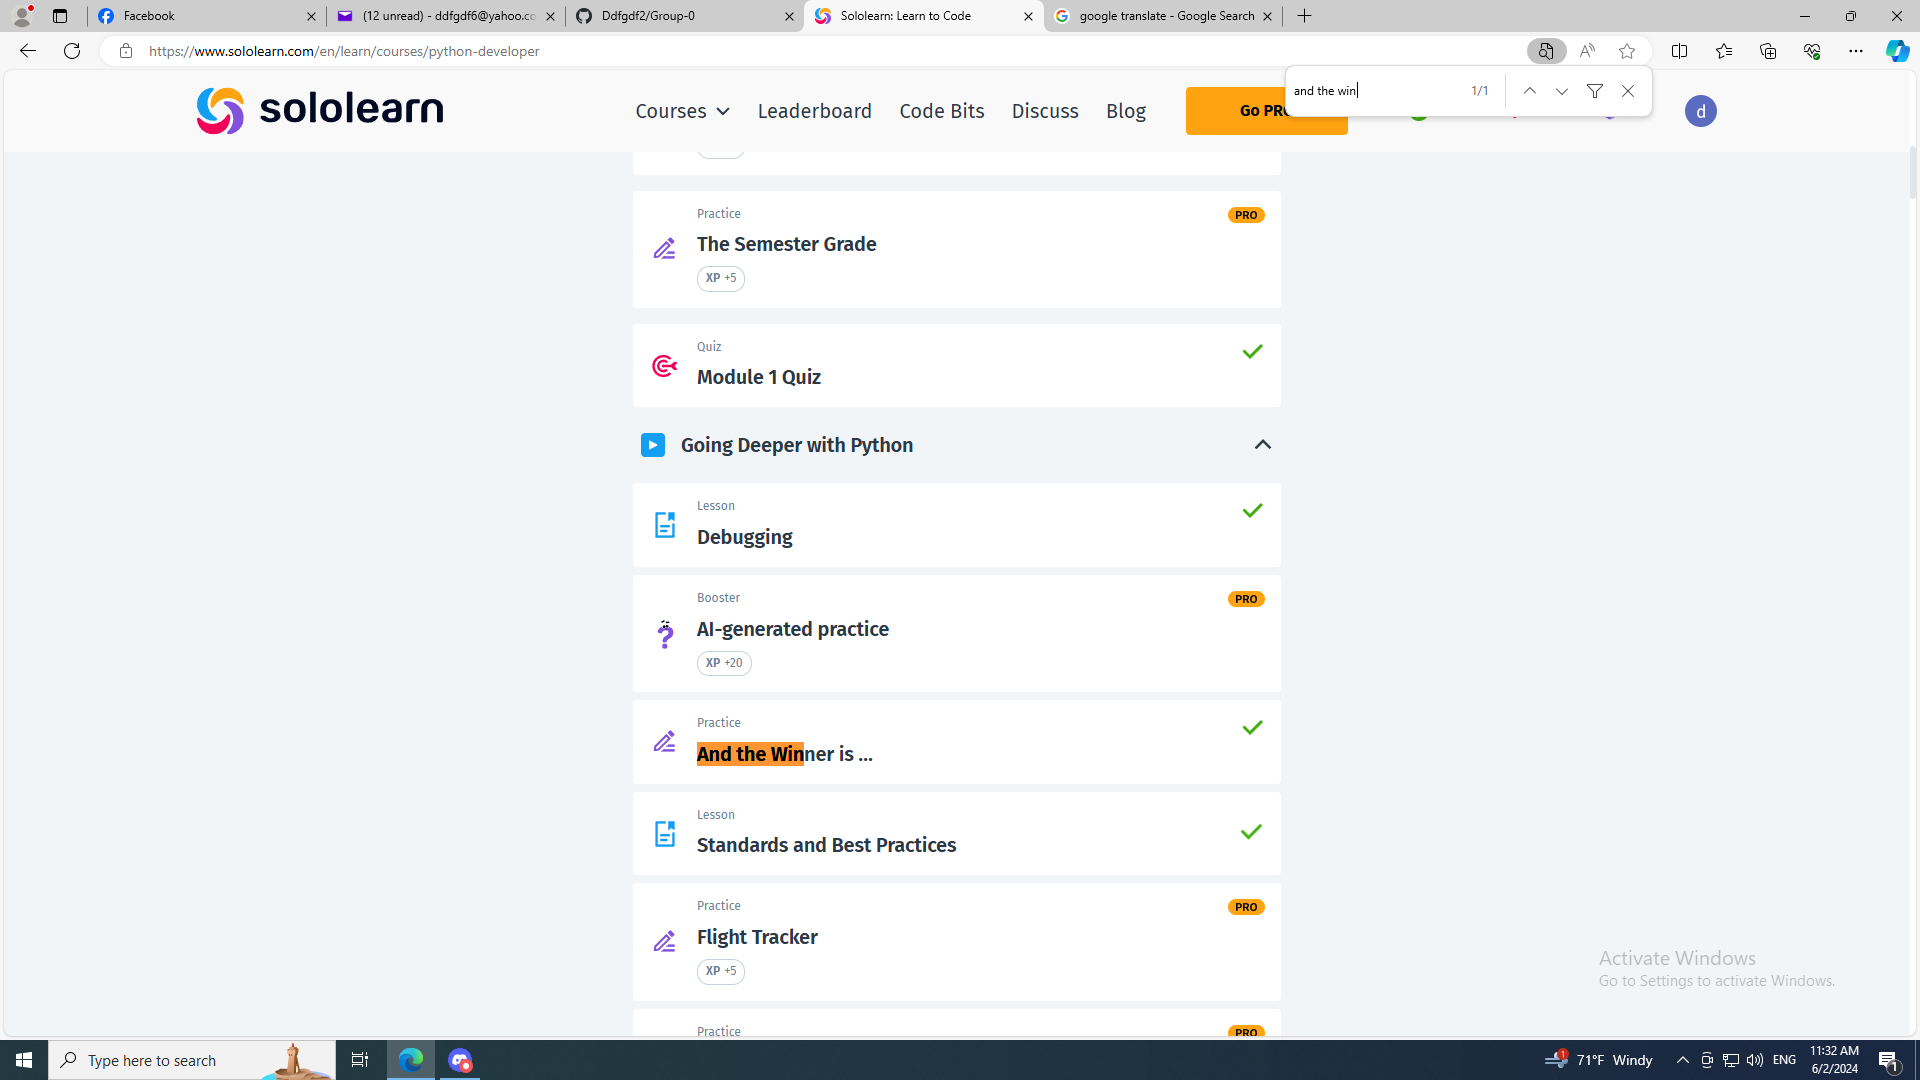 Facebook
(12 unread) - ddfgdf6@yahoo.co
Ddfgdf2/Group-0
Sololearn: Learn to Code
google translate - Google Search
https://www.sololearn.com/en/learn/courses/python-developer
and the win
1/1
sololearn
Courses
Leaderboard
Code Bits
Discuss
Blog
Go PRO
d
Practice
PRO
The Semester Grade
XP +5
Quiz
Module 1 Quiz
Going Deeper with Python
Lesson
Debugging
Booster
PRO
AI-generated practice
XP +20
Practice
And the Winner is ...
Lesson
Standards and Best Practices
Practice
PRO
Flight Tracker
XP +5
Practice
PRO
Activate Windows
Go to Settings to activate Windows.
Type here to search
1
71°F Windy
ENG
11:32 AM
6/2/2024
1